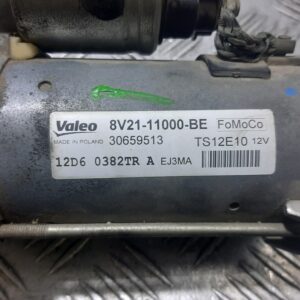 Valeo 8V21-11000-BE FoMoCo
MADE IN POLAND 30659513 TS12E10 12V
12D6 0382TR A EJ3MA